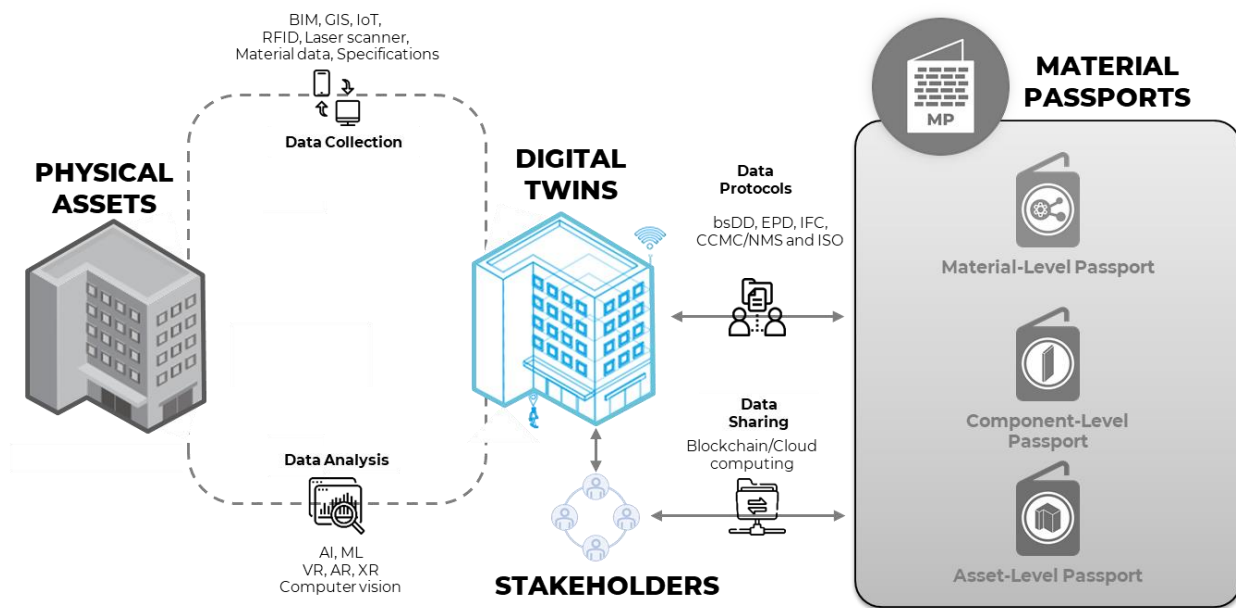 BIM, GIS, IoT,
RFID, Laser scanner,
Material data, Specifications
Data Collection
PHYSICAL
ASSETS
DIGITAL
TWINS
Data Analysis
AI, ML
VR, AR, XR
Computer vision
Data
Protocols
bsDD, EPD, IFC,
CCMC/NMS and ISO
Data
Sharing
Blockchain/Cloud
computing
STAKEHOLDERS
MP
MATERIAL
PASSPORTS
Material-Level Passport
Component-Level
Passport
Asset-Level Passport